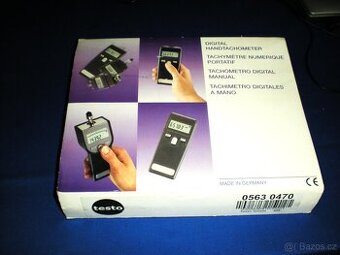 DIGITAL
HANDTACHOMETER
TACHYMÈTRE NUMERIQUE
PORTATIF
TACHOMETRO DIGITAL
MANUAL
TACHIMETRO DIGITALES
A MANO
MADE IN GERMANY
CE
0563 0470
testo
Bazos.cz